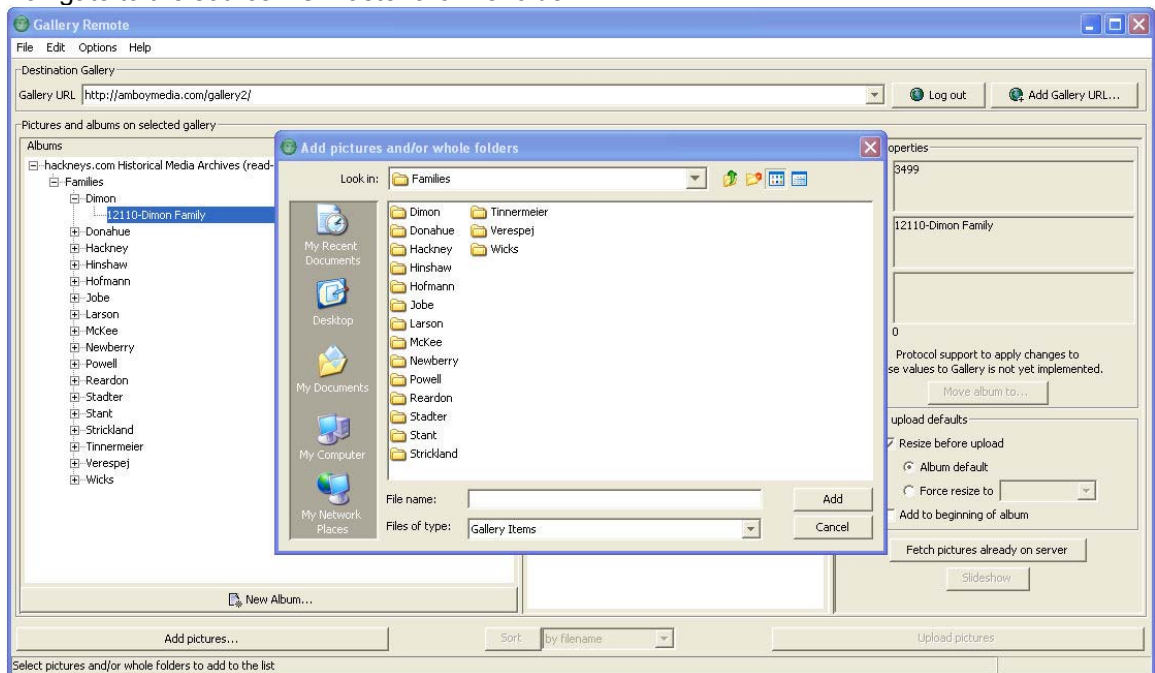 Gallery Remote
File Edit Options Help
Destination Gallery
Gallery URL http://amboymedia.com/gallery2/ Log out Add Gallery URL...
Pictures and albums on selected gallery
Albums
hackneys.com Historical Media Archives (read-
Families
Dimon
12110-Dimon Family
Donahue
Hackney
Hinshaw
Hofmann
Jobe
Larson
McKee
Newberry
Powell
Reardon
Stadter
Stant
Strickland
Tinnermeier
Verespej
Wicks
New Album...
Add pictures and/or whole folders
Look in: Families
My Recent
Documents
Desktop
My Documents
My Computer
My Network
Places
Dimon
Donahue
Hackney
Hinshaw
Hofmann
Jobe
Larson
McKee
Newberry
Powell
Reardon
Stadter
Stant
Strickland
Tinnermeier
Verespej
Wicks
File name: Add
Files of type: Gallery Items Cancel
operties
3499
12110-Dimon Family
0
Protocol support to apply changes to
se values to Gallery is not yet implemented.
Move album to...
upload defaults
Resize before upload
Album default
Force resize to
Add to beginning of album
Fetch pictures already on server
Slideshow
Add pictures... Sort by filename Upload pictures
Select pictures and/or whole folders to add to the list